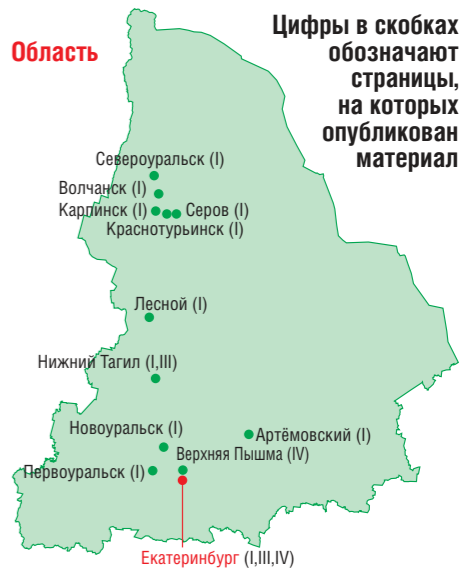 Область
Цифры в скобках
обозначают
страницы,
на которых
опубликован
материал
Североуральск (I)
Волчанск (I)
Карпинск (I)
Серов (I)
Краснотурьинск (I)
Лесной (I)
Нижний Тагил (I,III)
Новоуральск (I)
Артёмовский (I)
Верхняя Пышма (IV)
Первоуральск (I)
Екатеринбург (I,III,IV)